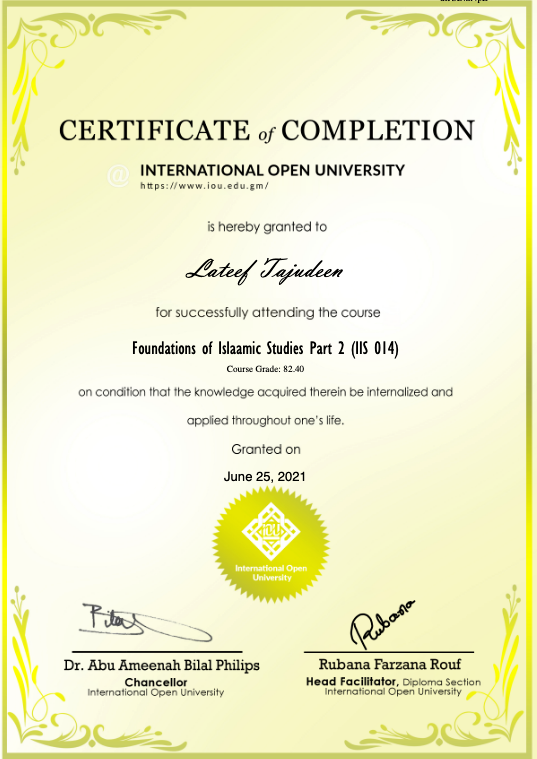 CERTIFICATE of COMPLETION
INTERNATIONAL OPEN UNIVERSITY
https://www.iou.edu.gm/
is hereby granted to
Lateef Tajudeen
for successfully attending the course
Foundations of Islaamic Studies Part 2 (IIS 014)
Course Grade: 82.40
on condition that the knowledge acquired therein be internalized and
applied throughout one's life.
Granted on
June 25, 2021
IOU
International Open
University
Bilal
Rubana
Dr. Abu Ameenah Bilal Philips
Chancellor
International Open University
Rubana Farzana Rouf
Head Facilitator, Diploma Section
International Open University